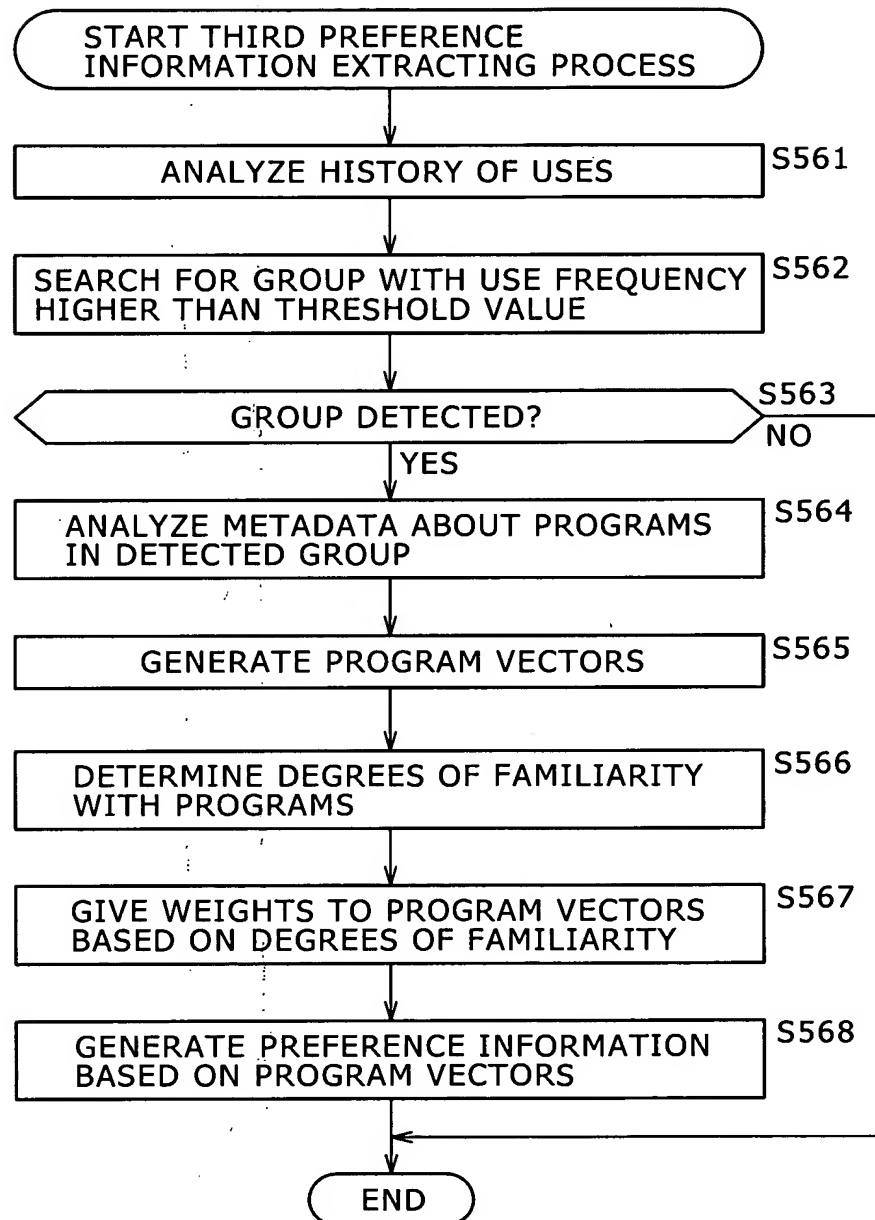 START THIRD PREFERENCE
INFORMATION EXTRACTING PROCESS
ANALYZE HISTORY OF USES
S561
SEARCH FOR GROUP WITH USE FREQUENCY
HIGHER THAN THRESHOLD VALUE
S562
GROUP DETECTED?
S563
NO
YES
ANALYZE METADATA ABOUT PROGRAMS
IN DETECTED GROUP
S564
GENERATE PROGRAM VECTORS
S565
DETERMINE DEGREES OF FAMILIARITY
WITH PROGRAMS
S566
GIVE WEIGHTS TO PROGRAM VECTORS
BASED ON DEGREES OF FAMILIARITY
S567
GENERATE PREFERENCE INFORMATION
BASED ON PROGRAM VECTORS
S568
END